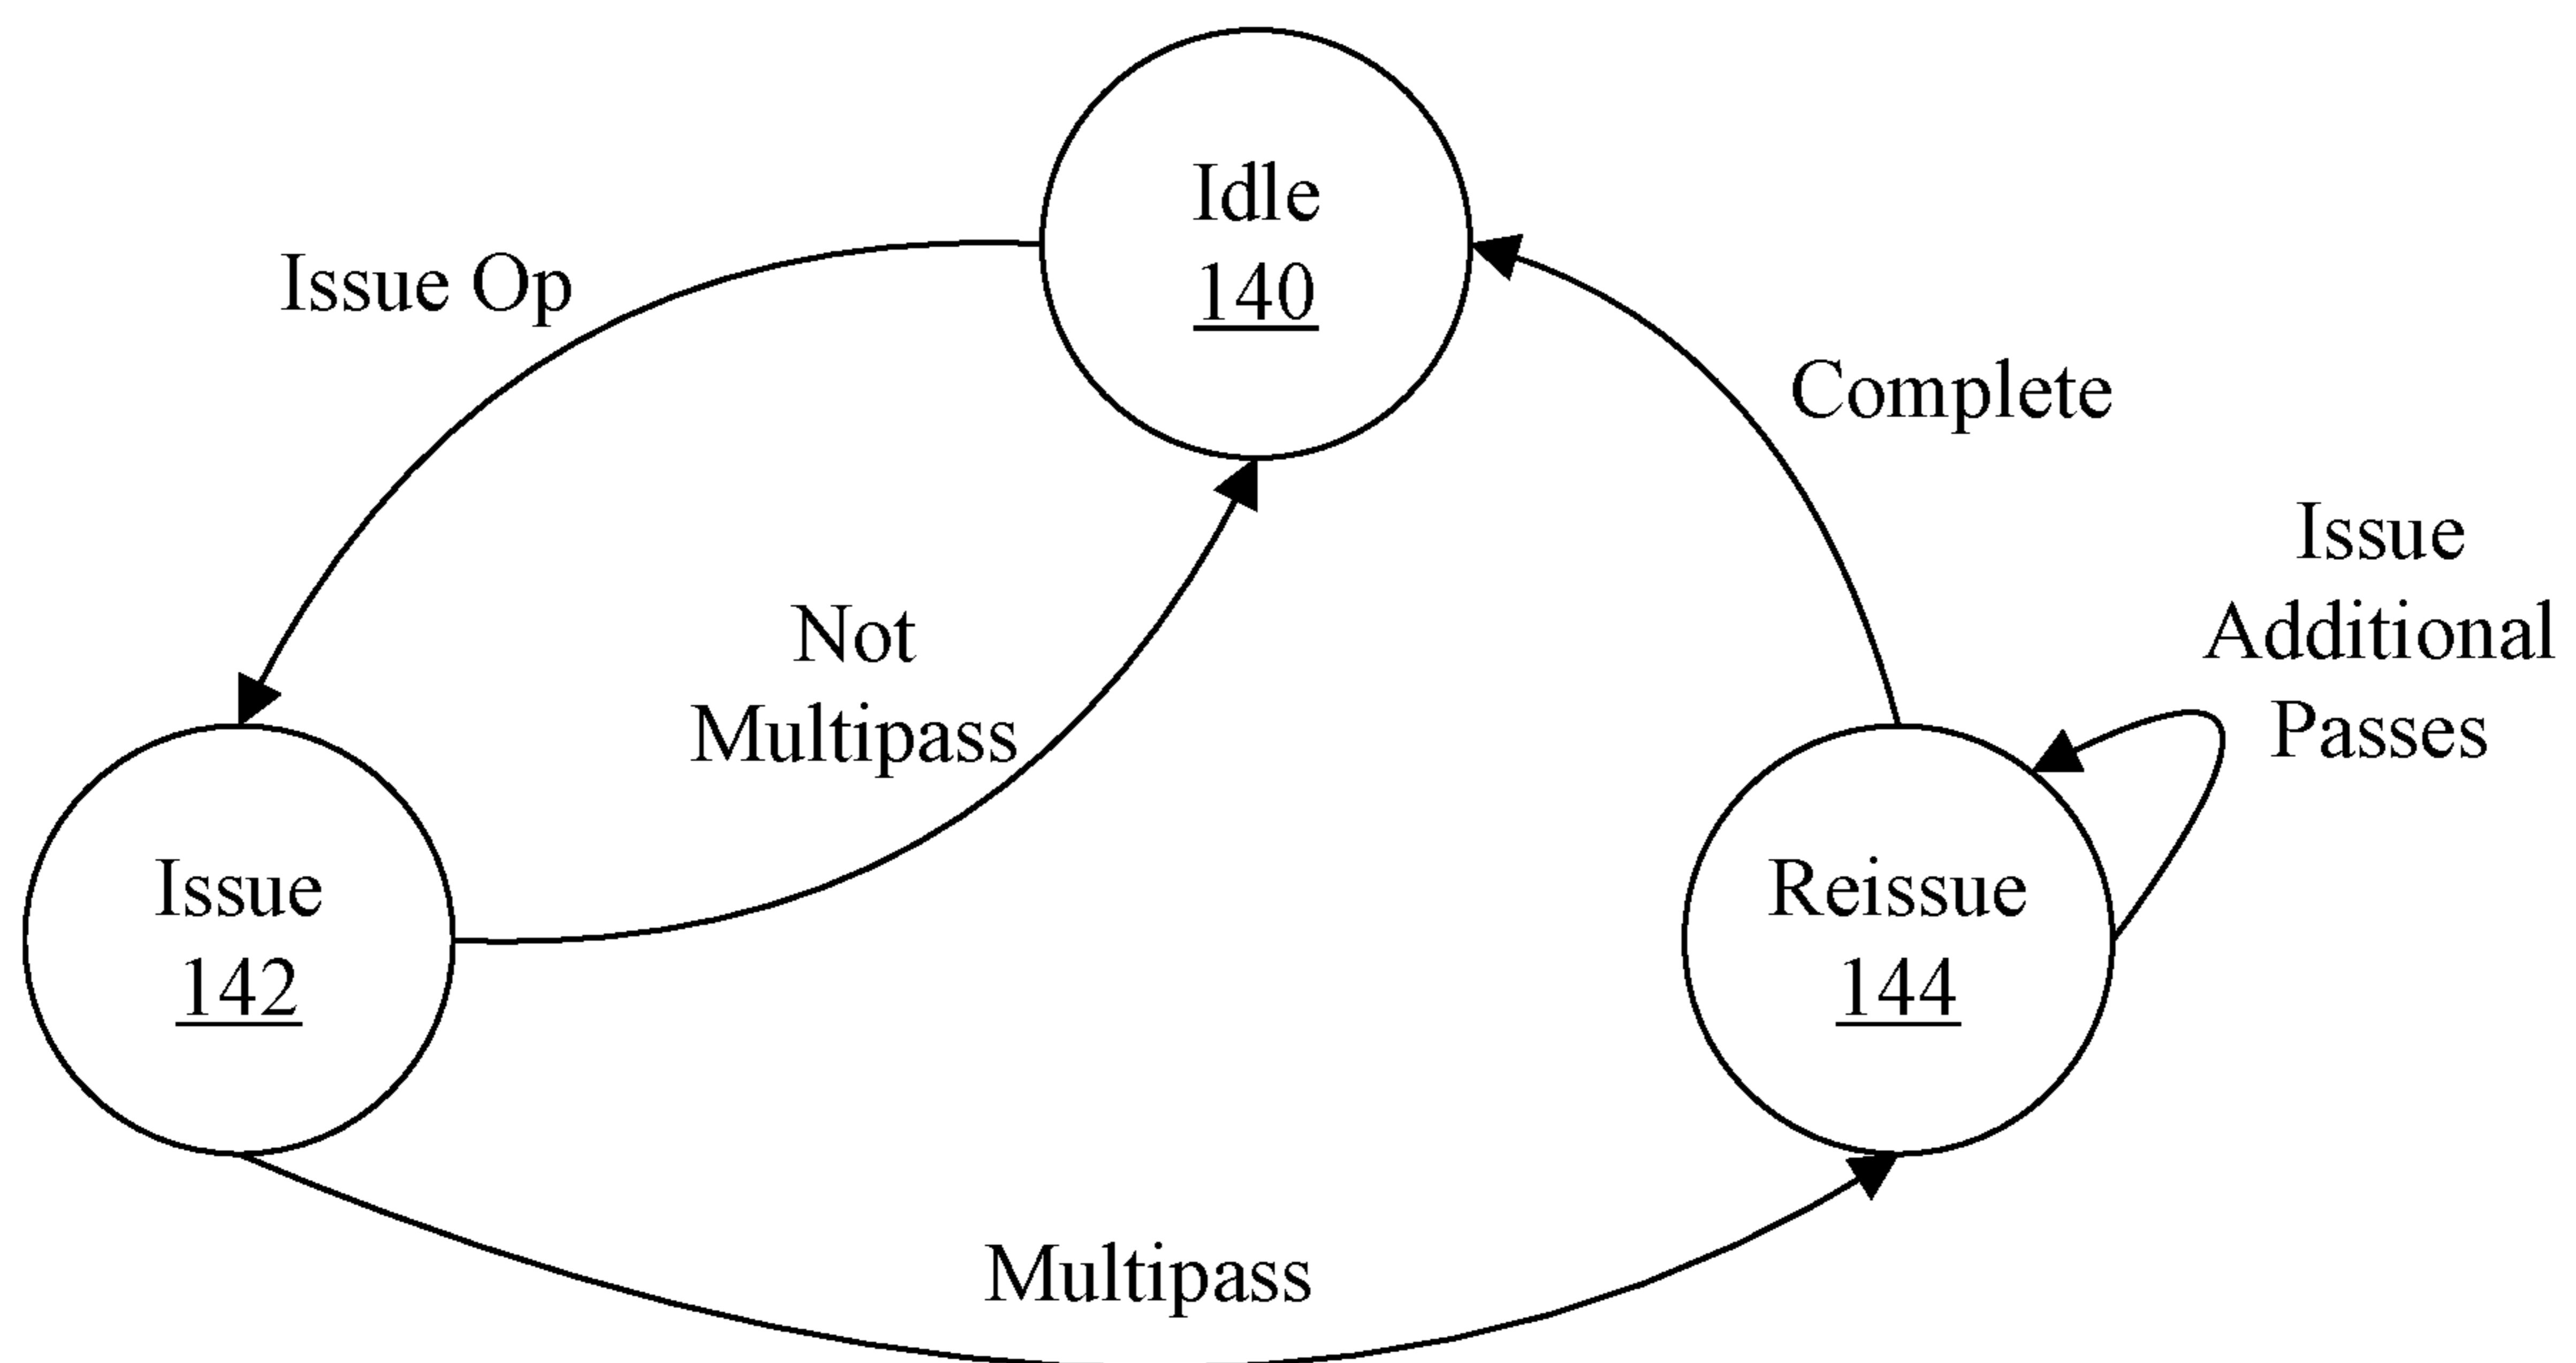 Idle
140
Issue Op
Complete
Issue
Additional
Passes
Not
Multipass
Issue
142
Reissue
144
Multipass